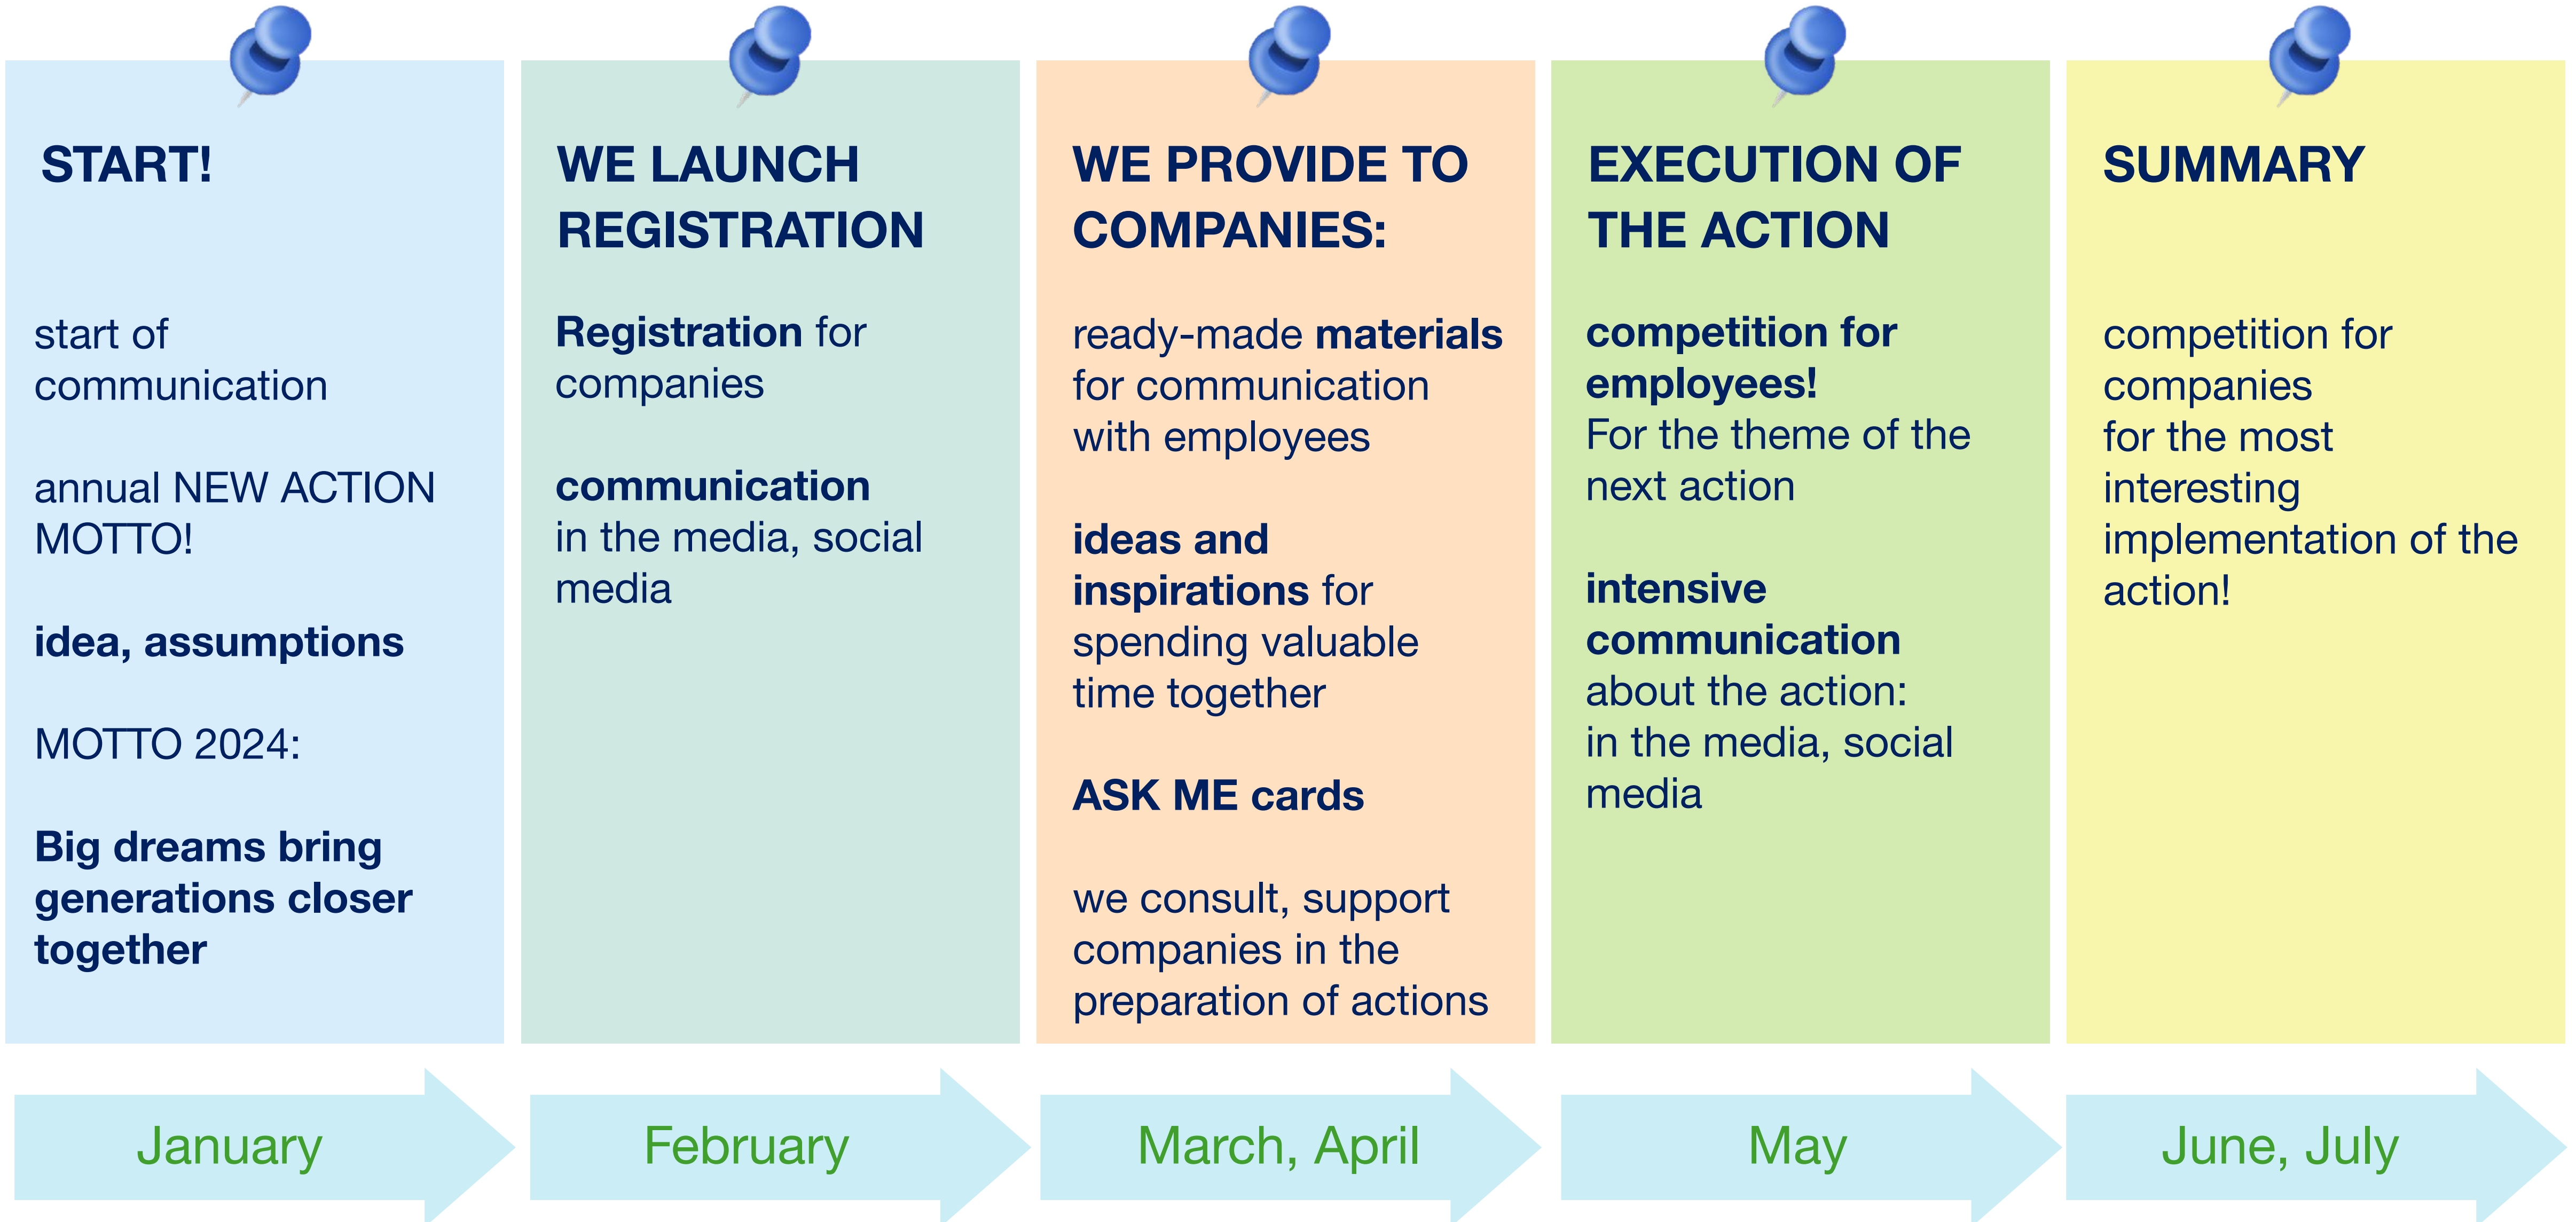 START!
start of
communication
annual NEW ACTION
MOTTO!
idea, assumptions
MOTTO 2024:
Big dreams bring
generations closer
together
WE LAUNCH
REGISTRATION
Registration for
companies
communication
in the media, social
media
WE PROVIDE TO
COMPANIES:
ready-made materials
for communication
with employees
ideas and
inspirations for
spending valuable
time together
ASK ME cards
we consult, support
companies in the
preparation of actions
EXECUTION OF
THE ACTION
competition for
employees!
For the theme of the
next action
intensive
communication
about the action:
in the media, social
media
SUMMARY
competition for
companies
for the most
interesting
implementation of the
action!
January
February
March, April
May
June, July